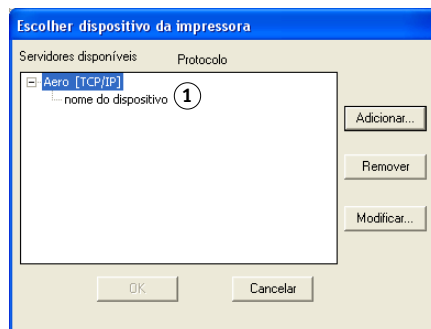 Escolher dispositivo da impressora
Servidores disponíveis Protocolo
Aero [TCP/IP]
nome do dispositivo 1
Adicionar...
Remover
Modificar...
OK Cancelar